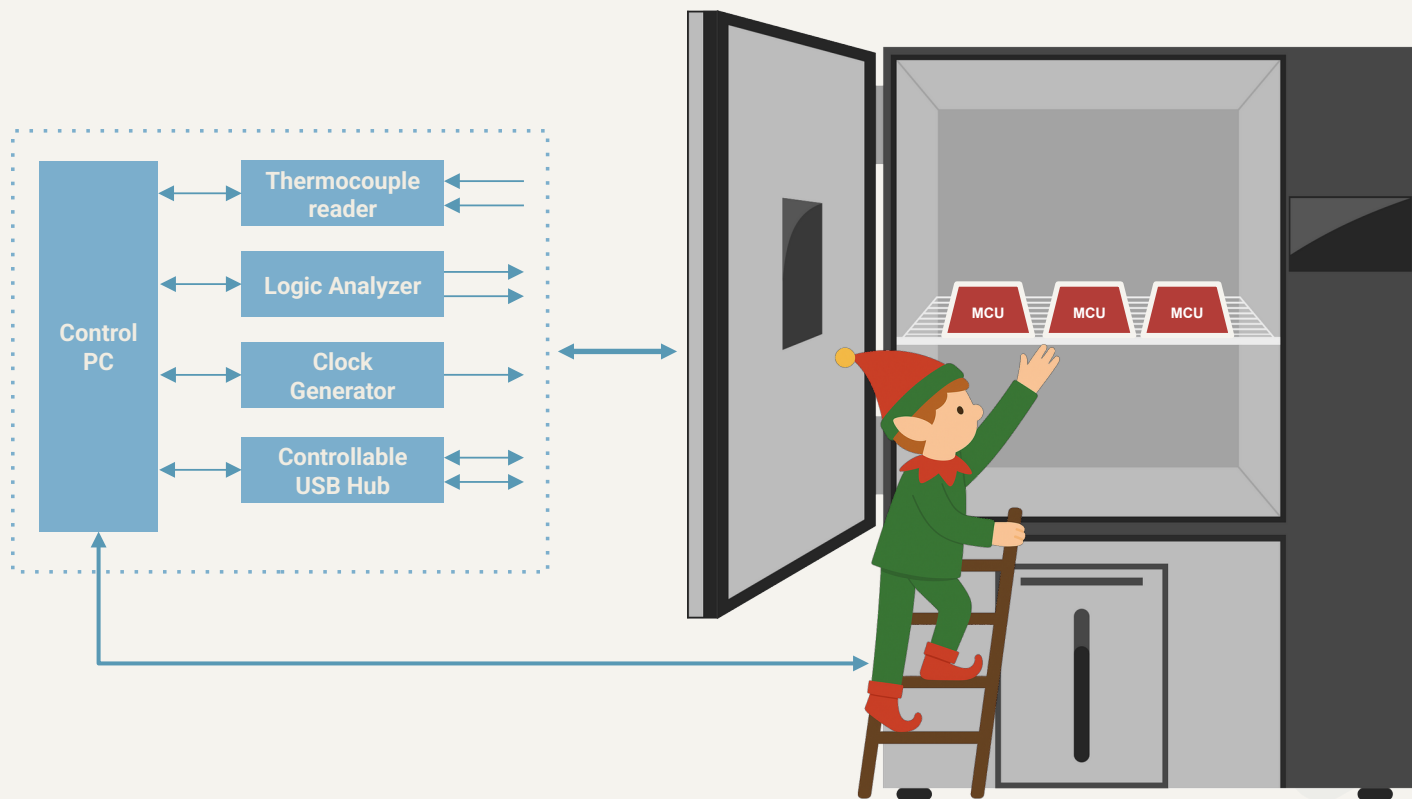 Control
PC
Thermocouple
reader
Logic Analyzer
Clock
Generator
Controllable
USB Hub
MCU
MCU
MCU